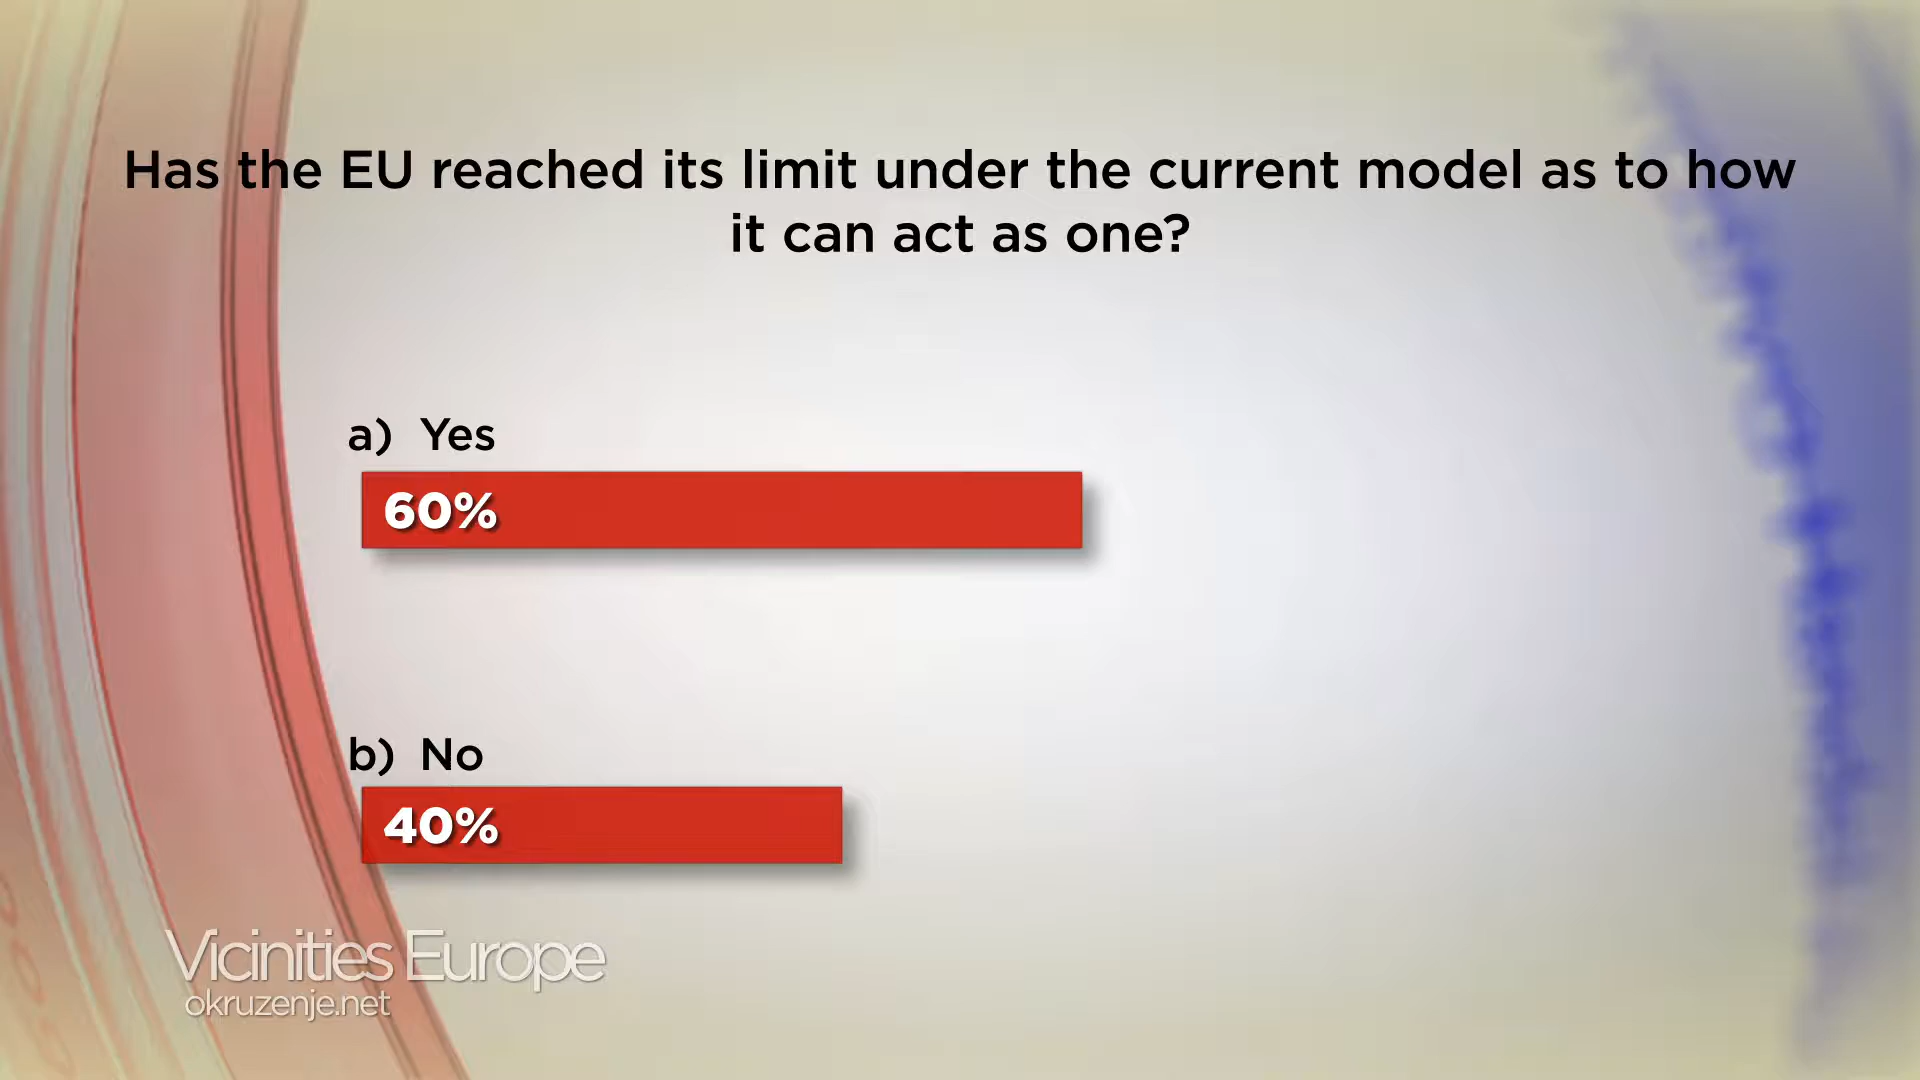 Has the EU reached its limit under the current model as to how
it can act as one?
a) Yes
60%
b) No
40%
Vicinities Europe
okruzenje.net